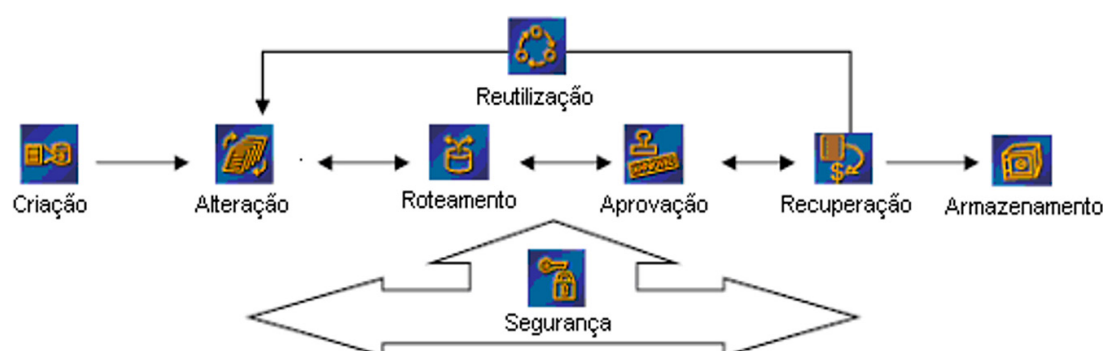 Reutilização
Criação
Alteração
Roteamento
Aprovação
Recuperação
Armazenamento
Segurança